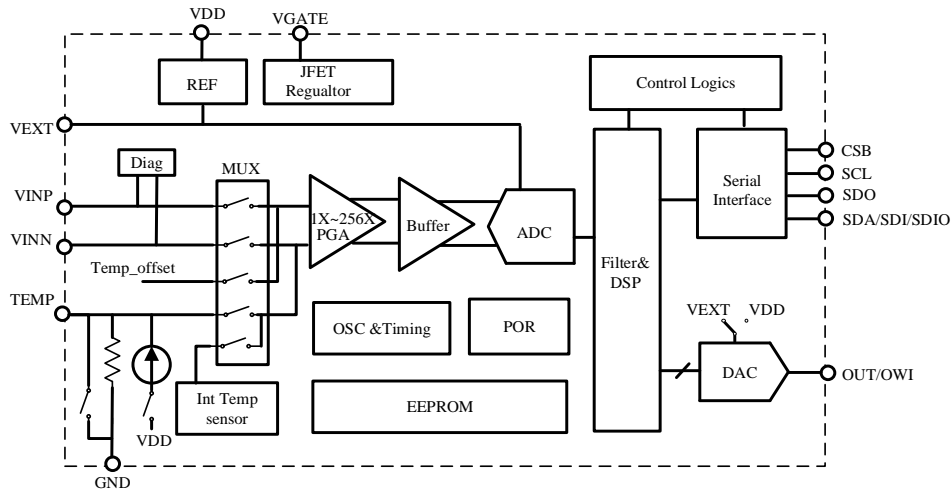 VDD
VGATE
REF
JFET
Regualtor
Control Logics
VEXT
Diag
MUX
CSB
SCL
SDO
SDA/SDI/SDIO
Serial
Interface
VINP
VINN
1X~256X
PGA
Buffer
ADC
Filter&
DSP
Temp_offset
TEMP
OSC &Timing
POR
VEXT
VDD
DAC
OUT/OWI
Int Temp
sensor
EEPROM
VDD
GND